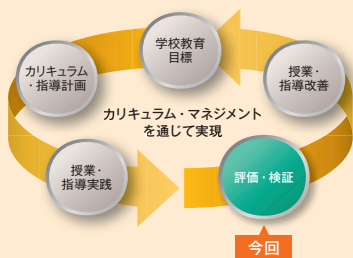 学校教育
目標
カリキュラム
・指導計画
授業・
指導改善
カリキュラム・マネジメント
を通じて実現
授業・
指導実践
評価・検証
今回